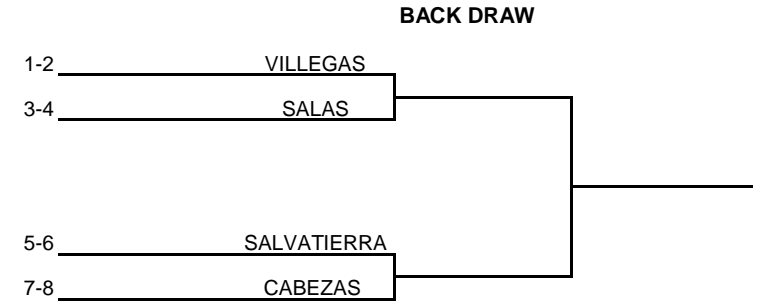 BACK DRAW
1-2 VILLEGAS
3-4 SALAS
5-6 SALVATIERRA
7-8 CABEZAS